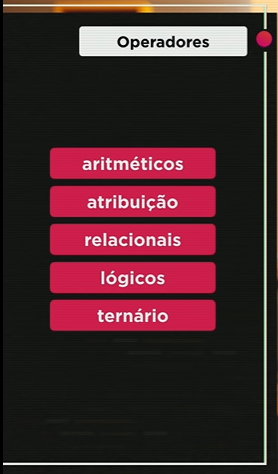 Operadores
aritméticos
atribuição
relacionais
lógicos
ternário